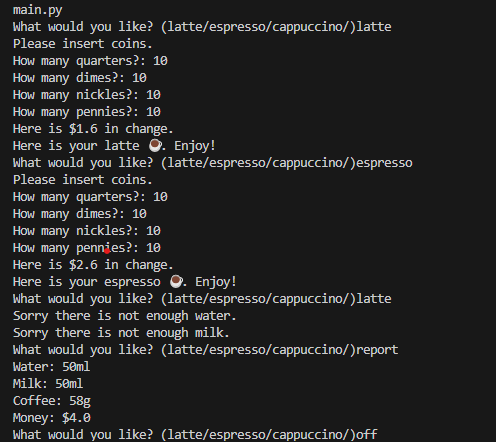 main.py
What would you like? (latte/espresso/cappuccino/)latte
Please insert coins.
How many quarters?: 10
How many dimes?: 10
How many nickles?: 10
How many pennies?: 10
Here is $1.6 in change.
Here is your latte ☕. Enjoy!
What would you like? (latte/espresso/cappuccino/)espresso
Please insert coins.
How many quarters?: 10
How many dimes?: 10
How many nickles?: 10
How many pennies?: 10
Here is $2.6 in change.
Here is your espresso ☕. Enjoy!
What would you like? (latte/espresso/cappuccino/)latte
Sorry there is not enough water.
Sorry there is not enough milk.
What would you like? (latte/espresso/cappuccino/)report
Water: 50ml
Milk: 50ml
Coffee: 58g
Money: $4.0
What would you like? (latte/espresso/cappuccino/)off